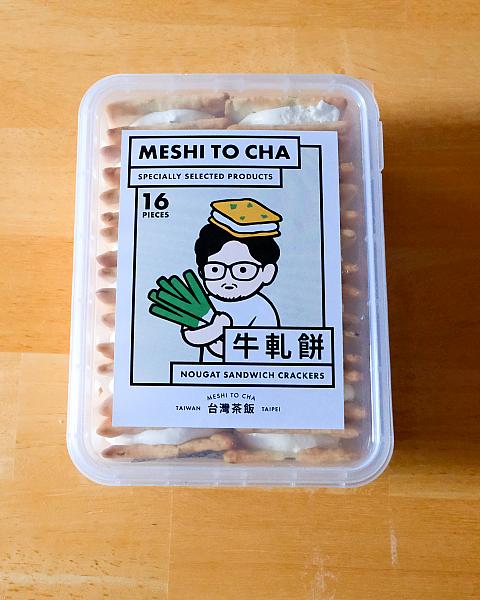 MESHI TO CHA
SPECIALLY SELECTED PRODUCTS
16
PIECES
牛軋餅
NOUGAT SANDWICH CRACKERS
MESHI TO CHA
TAIWAN 台灣茶飯 TAIPEI